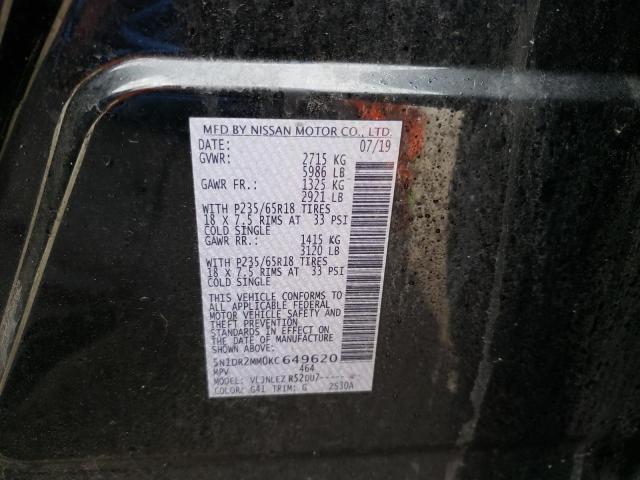 MFD BY NISSAN MOTOR CO., LTD.
DATE: 07/19
GVWR: 2715 KG
5986 LB
GAWR FR.: 1325 KG
2921 LB
WITH P235/65R18 TIRES
18 X 7.5 RIMS AT 33 PSI
COLD SINGLE
GAWR RR.: 1415 KG
3120 LB
WITH P235/65R18 TIRES
18 X 7.5 RIMS AT 33 PSI
COLD SINGLE
THIS VEHICLE CONFORMS TO
ALL APPLICABLE FEDERAL
MOTOR VEHICLE SAFETY AND
THEFT PREVENTION
STANDARDS IN EFFECT ON
THE DATE OF MANUFACTURE
SHOWN ABOVE.
5N1DR2MM0KC649620
MPV 464
MODEL: VLJNLEZ R52UU7-----
COLOR: G41 TRIM: G 2530A